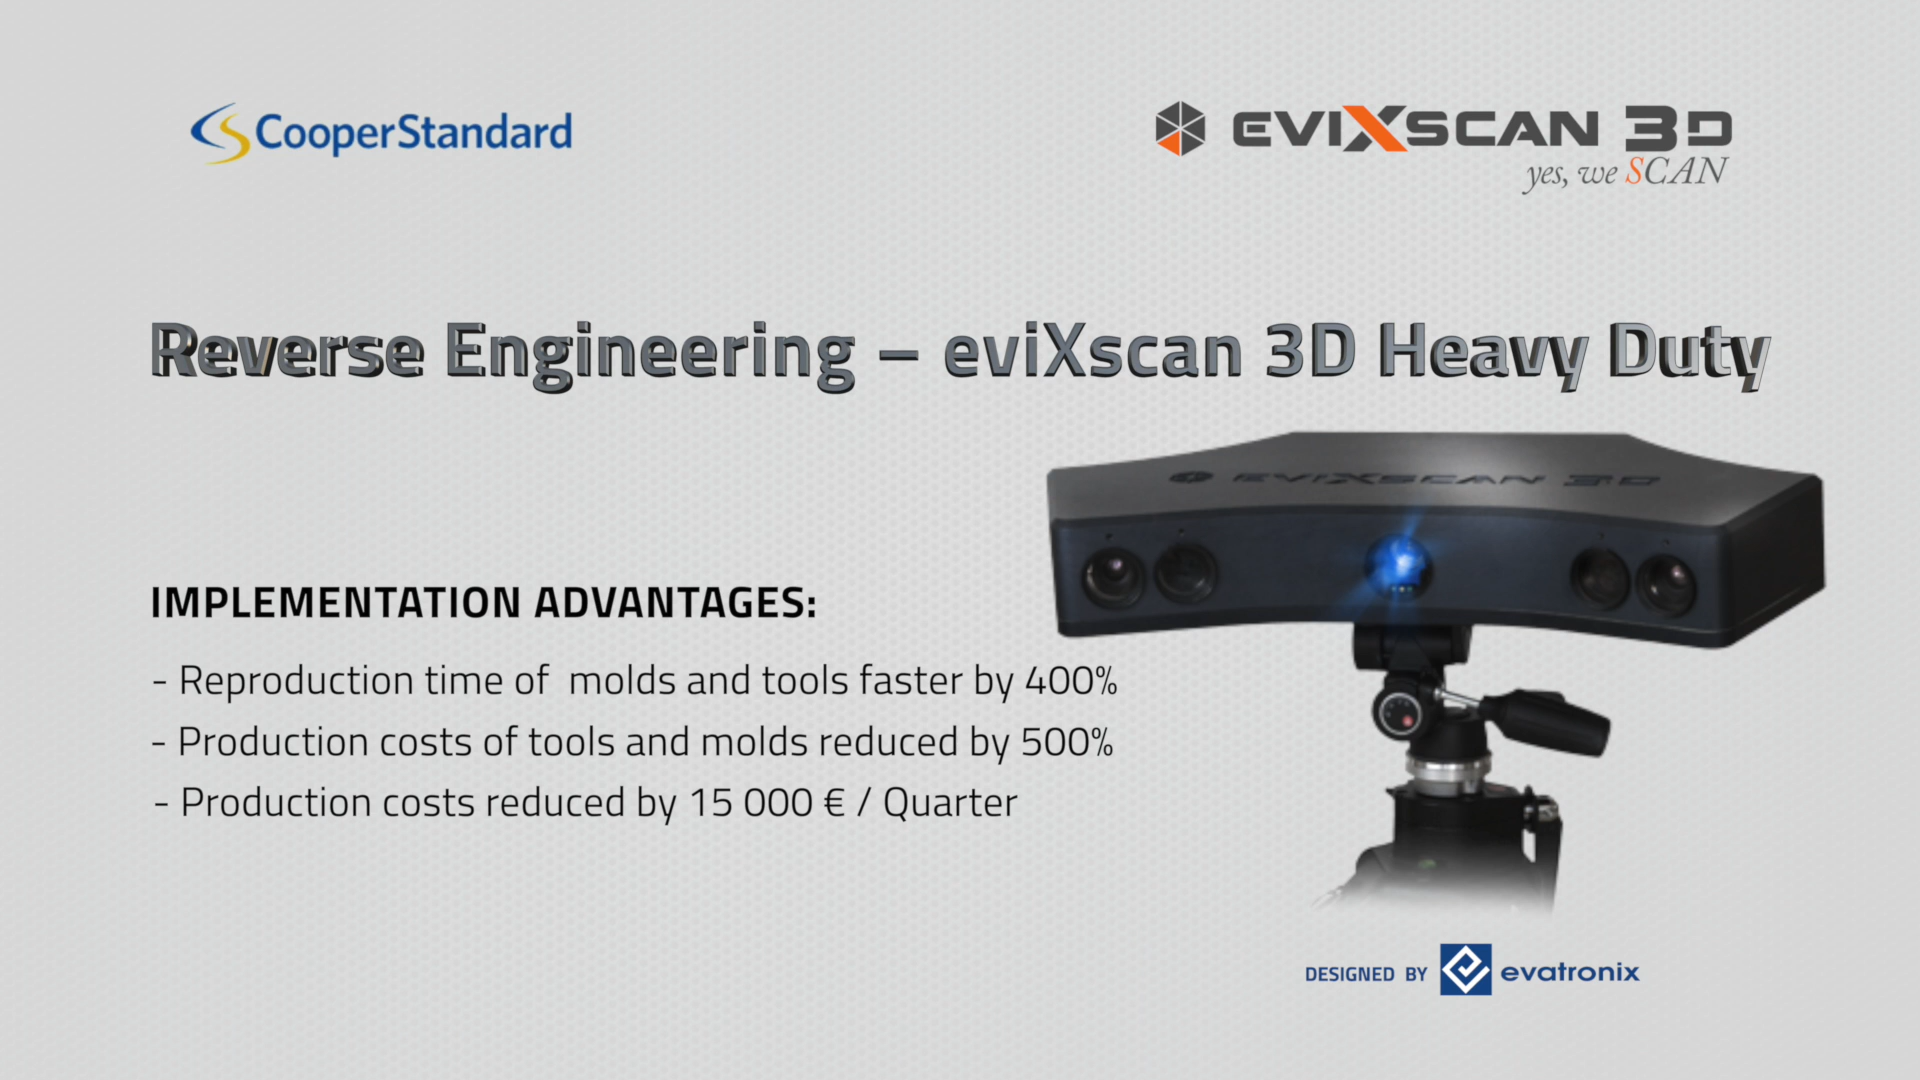 CooperStandard
EVIXSCAN 3D
yes, we SCAN
Reverse Engineering – eviXscan 3D Heavy Duty
EVIXSCAN 3D
IMPLEMENTATION ADVANTAGES:
- Reproduction time of molds and tools faster by 400%
- Production costs of tools and molds reduced by 500%
- Production costs reduced by 15 000 € / Quarter
DESIGNED BY evatronix